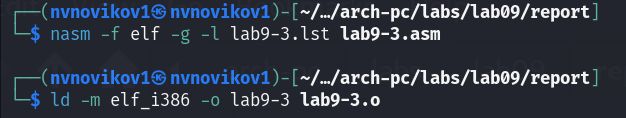 ┌──(nvnovikov1㉿nvnovikov1)-[~/…/arch-pc/labs/lab09/report]
└─$ nasm -f elf -g -l lab9-3.lst lab9-3.asm
┌──(nvnovikov1㉿nvnovikov1)-[~/…/arch-pc/labs/lab09/report]
└─$ ld -m elf_i386 -o lab9-3 lab9-3.o